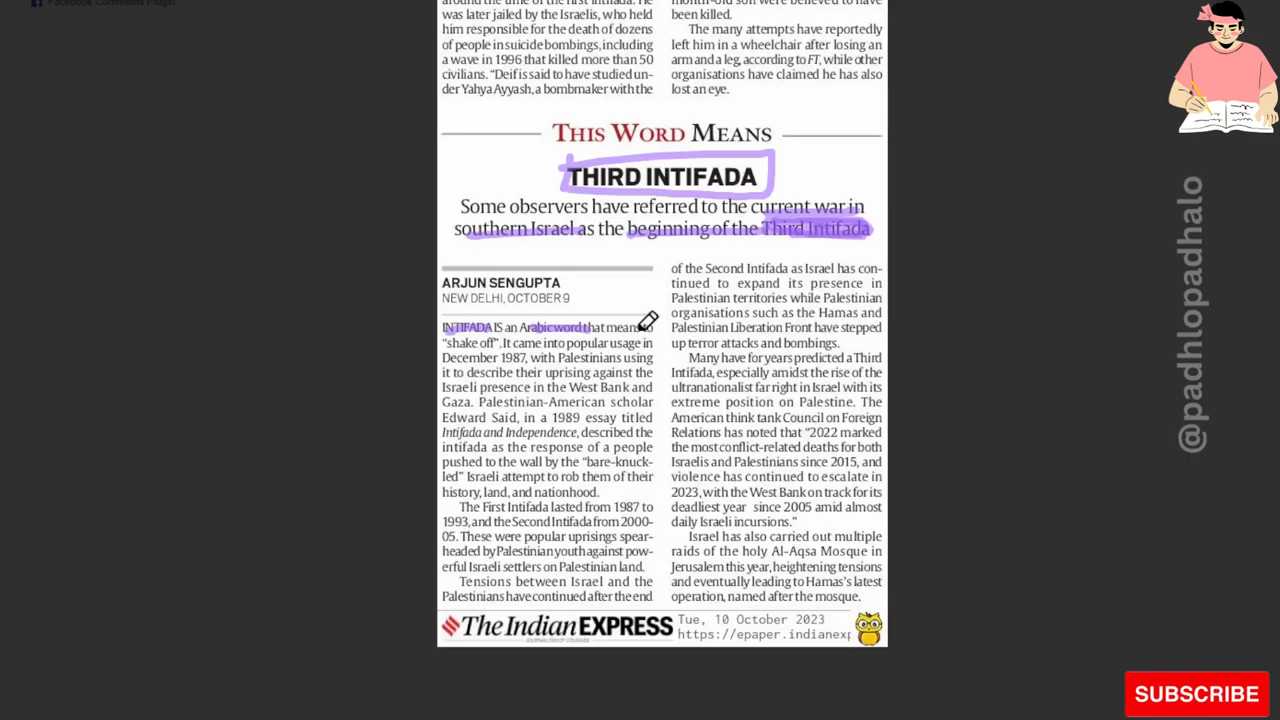 Facebook Comments Plugin
was later jailed by the Israelis, who held
him responsible for the death of dozens
of people in suicide bombings, including
a wave in 1996 that killed more than 50
civilians. “Deif is said to have studied un-
der Yahya Ayyash, a bombmaker with the
been killed.
The many attempts have reportedly
left him in a wheelchair after losing an
arm and a leg, according to FT, while other
organisations have claimed he has also
lost an eye.
THIS WORD MEANS
THIRD INTIFADA
Some observers have referred to the current war in
southern Israel as the beginning of the Third Intifada
ARJUN SENGUPTA
NEW DELHI, OCTOBER 9
INTIFADA IS an Arabic word that means to
“shake off”. It came into popular usage in
December 1987, with Palestinians using
it to describe their uprising against the
Israeli presence in the West Bank and
Gaza. Palestinian-American scholar
Edward Said, in a 1989 essay titled
Intifada and Independence, described the
intifada as the response of a people
pushed to the wall by the “bare-knuck-
led” Israeli attempt to rob them of their
history, land, and nationhood.
The First Intifada lasted from 1987 to
1993, and the Second Intifada from 2000-
05. These were popular uprisings spear-
headed by Palestinian youth against pow-
erful Israeli settlers on Palestinian land.
Tensions between Israel and the
Palestinians have continued after the end
of the Second Intifada as Israel has con-
tinued to expand its presence in
Palestinian territories while Palestinian
organisations such as the Hamas and
Palestinian Liberation Front have stepped
up terror attacks and bombings.
Many have for years predicted a Third
Intifada, especially amidst the rise of the
ultranationalist far right in Israel with its
extreme position on Palestine. The
American think tank Council on Foreign
Relations has noted that “2022 marked
the most conflict-related deaths for both
Israelis and Palestinians since 2015, and
violence has continued to escalate in
2023, with the West Bank on track for its
deadliest year since 2005 amid almost
daily Israeli incursions.”
Israel has also carried out multiple
raids of the holy Al-Aqsa Mosque in
Jerusalem this year, heightening tensions
and eventually leading to Hamas's latest
operation, named after the mosque.
The Indian EXPRESS
JOURNALISM OF COURAGE
Tue, 10 October 2023
https://epaper.indianexp
@padhlopadhalo
SUBSCRIBE